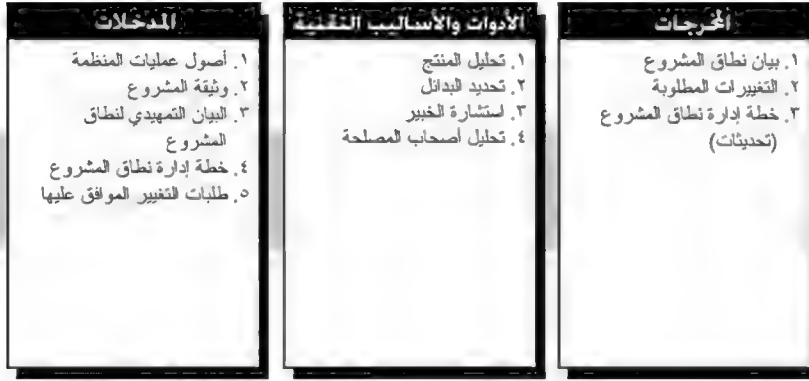 المدخلات
١. أصول عمليات المنظمة
٢. وثيقة المشروع
٣. البيان التمهيدي لنطاق
المشروع
٤. خطة إدارة نطاق المشروع
٥. طلبات التغيير الموافق عليها
الأدوات والأساليب التقنية
١. تحليل المنتج
٢. تحديد البدائل
٣. استشارة الخبير
٤. تحليل أصحاب المصلحة
المخرجات
١. بيان نطاق المشروع
٢. التغييرات المطلوبة
٣. خطة إدارة نطاق المشروع
(تحديثات)